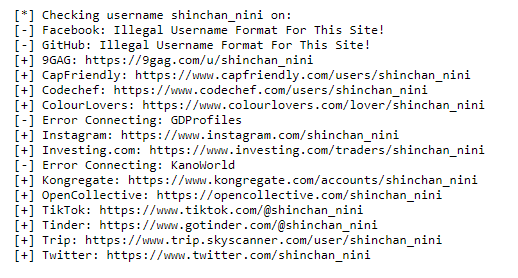 [*] Checking username shinchan_nini on:
[-] Facebook: Illegal Username Format For This Site!
[-] GitHub: Illegal Username Format For This Site!
[+] 9GAG: https://9gag.com/u/shinchan_nini
[+] CapFriendly: https://www.capfriendly.com/users/shinchan_nini
[+] Codechef: https://www.codechef.com/users/shinchan_nini
[+] ColourLovers: https://www.colourlovers.com/lover/shinchan_nini
[-] Error Connecting: GDProfiles
[+] Instagram: https://www.instagram.com/shinchan_nini
[+] Investing.com: https://www.investing.com/traders/shinchan_nini
[-] Error Connecting: KanoWorld
[+] Kongregate: https://www.kongregate.com/accounts/shinchan_nini
[+] OpenCollective: https://opencollective.com/shinchan_nini
[+] TikTok: https://www.tiktok.com/@shinchan_nini
[+] Tinder: https://www.gotinder.com/@shinchan_nini
[+] Trip: https://www.trip.skyscanner.com/user/shinchan_nini
[+] Twitter: https://www.twitter.com/shinchan_nini